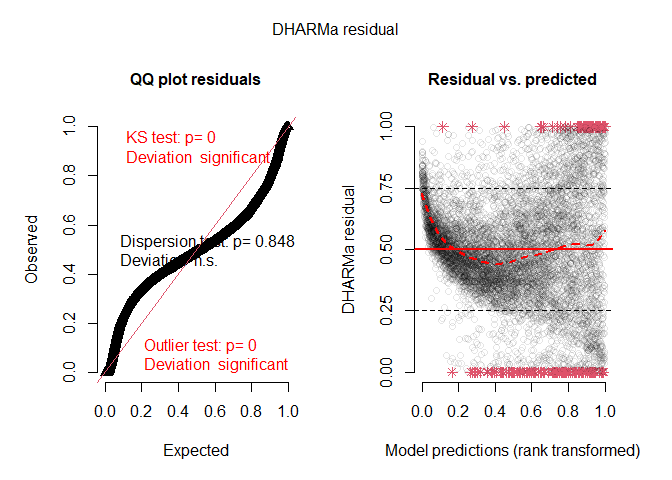 DHARMa residual
QQ plot residuals
KS test: p= 0
Deviation significant
Dispersion test: p= 0.848
Deviation n.s.
Outlier test: p= 0
Deviation significant
Observed
0.0 0.2 0.4 0.6 0.8 1.0
0.0 0.2 0.4 0.6 0.8 1.0
Expected
Residual vs. predicted
DHARMa residual
0.00 0.25 0.50 0.75 1.00
0.0 0.2 0.4 0.6 0.8 1.0
Model predictions (rank transformed)